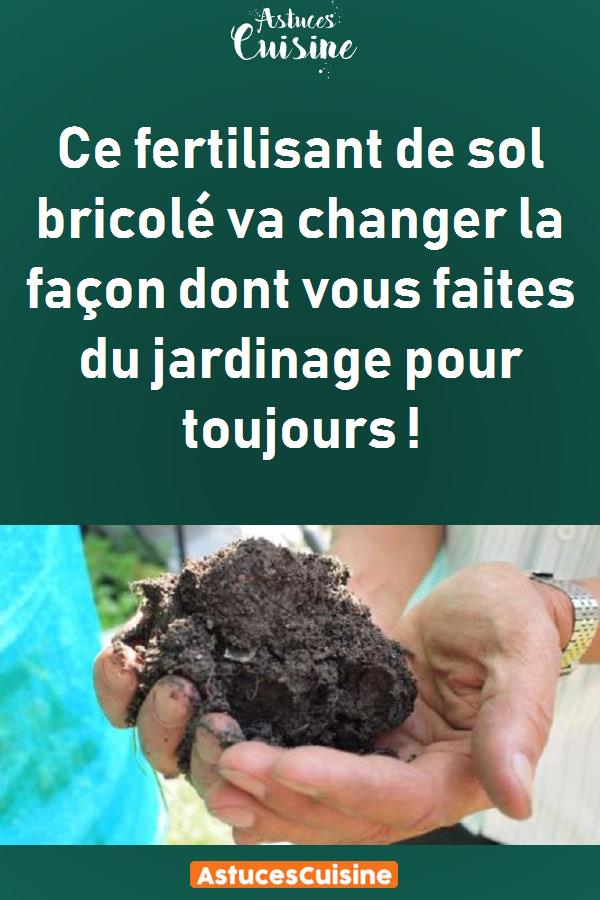 Astuces
Cuisine
Ce fertilisant de sol
bricolé va changer la
façon dont vous faites
du jardinage pour
toujours !
AstucesCuisine